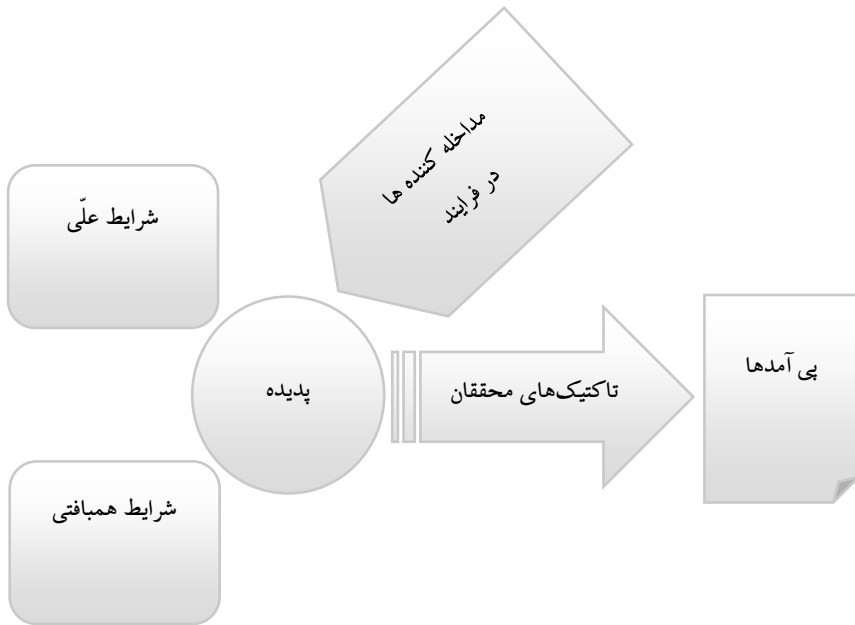 مداخله کننده ها
در فرایند
شرایط علّی
پدیده
تاکتیک‌های محققان
پی آمدها
شرایط همبافتی